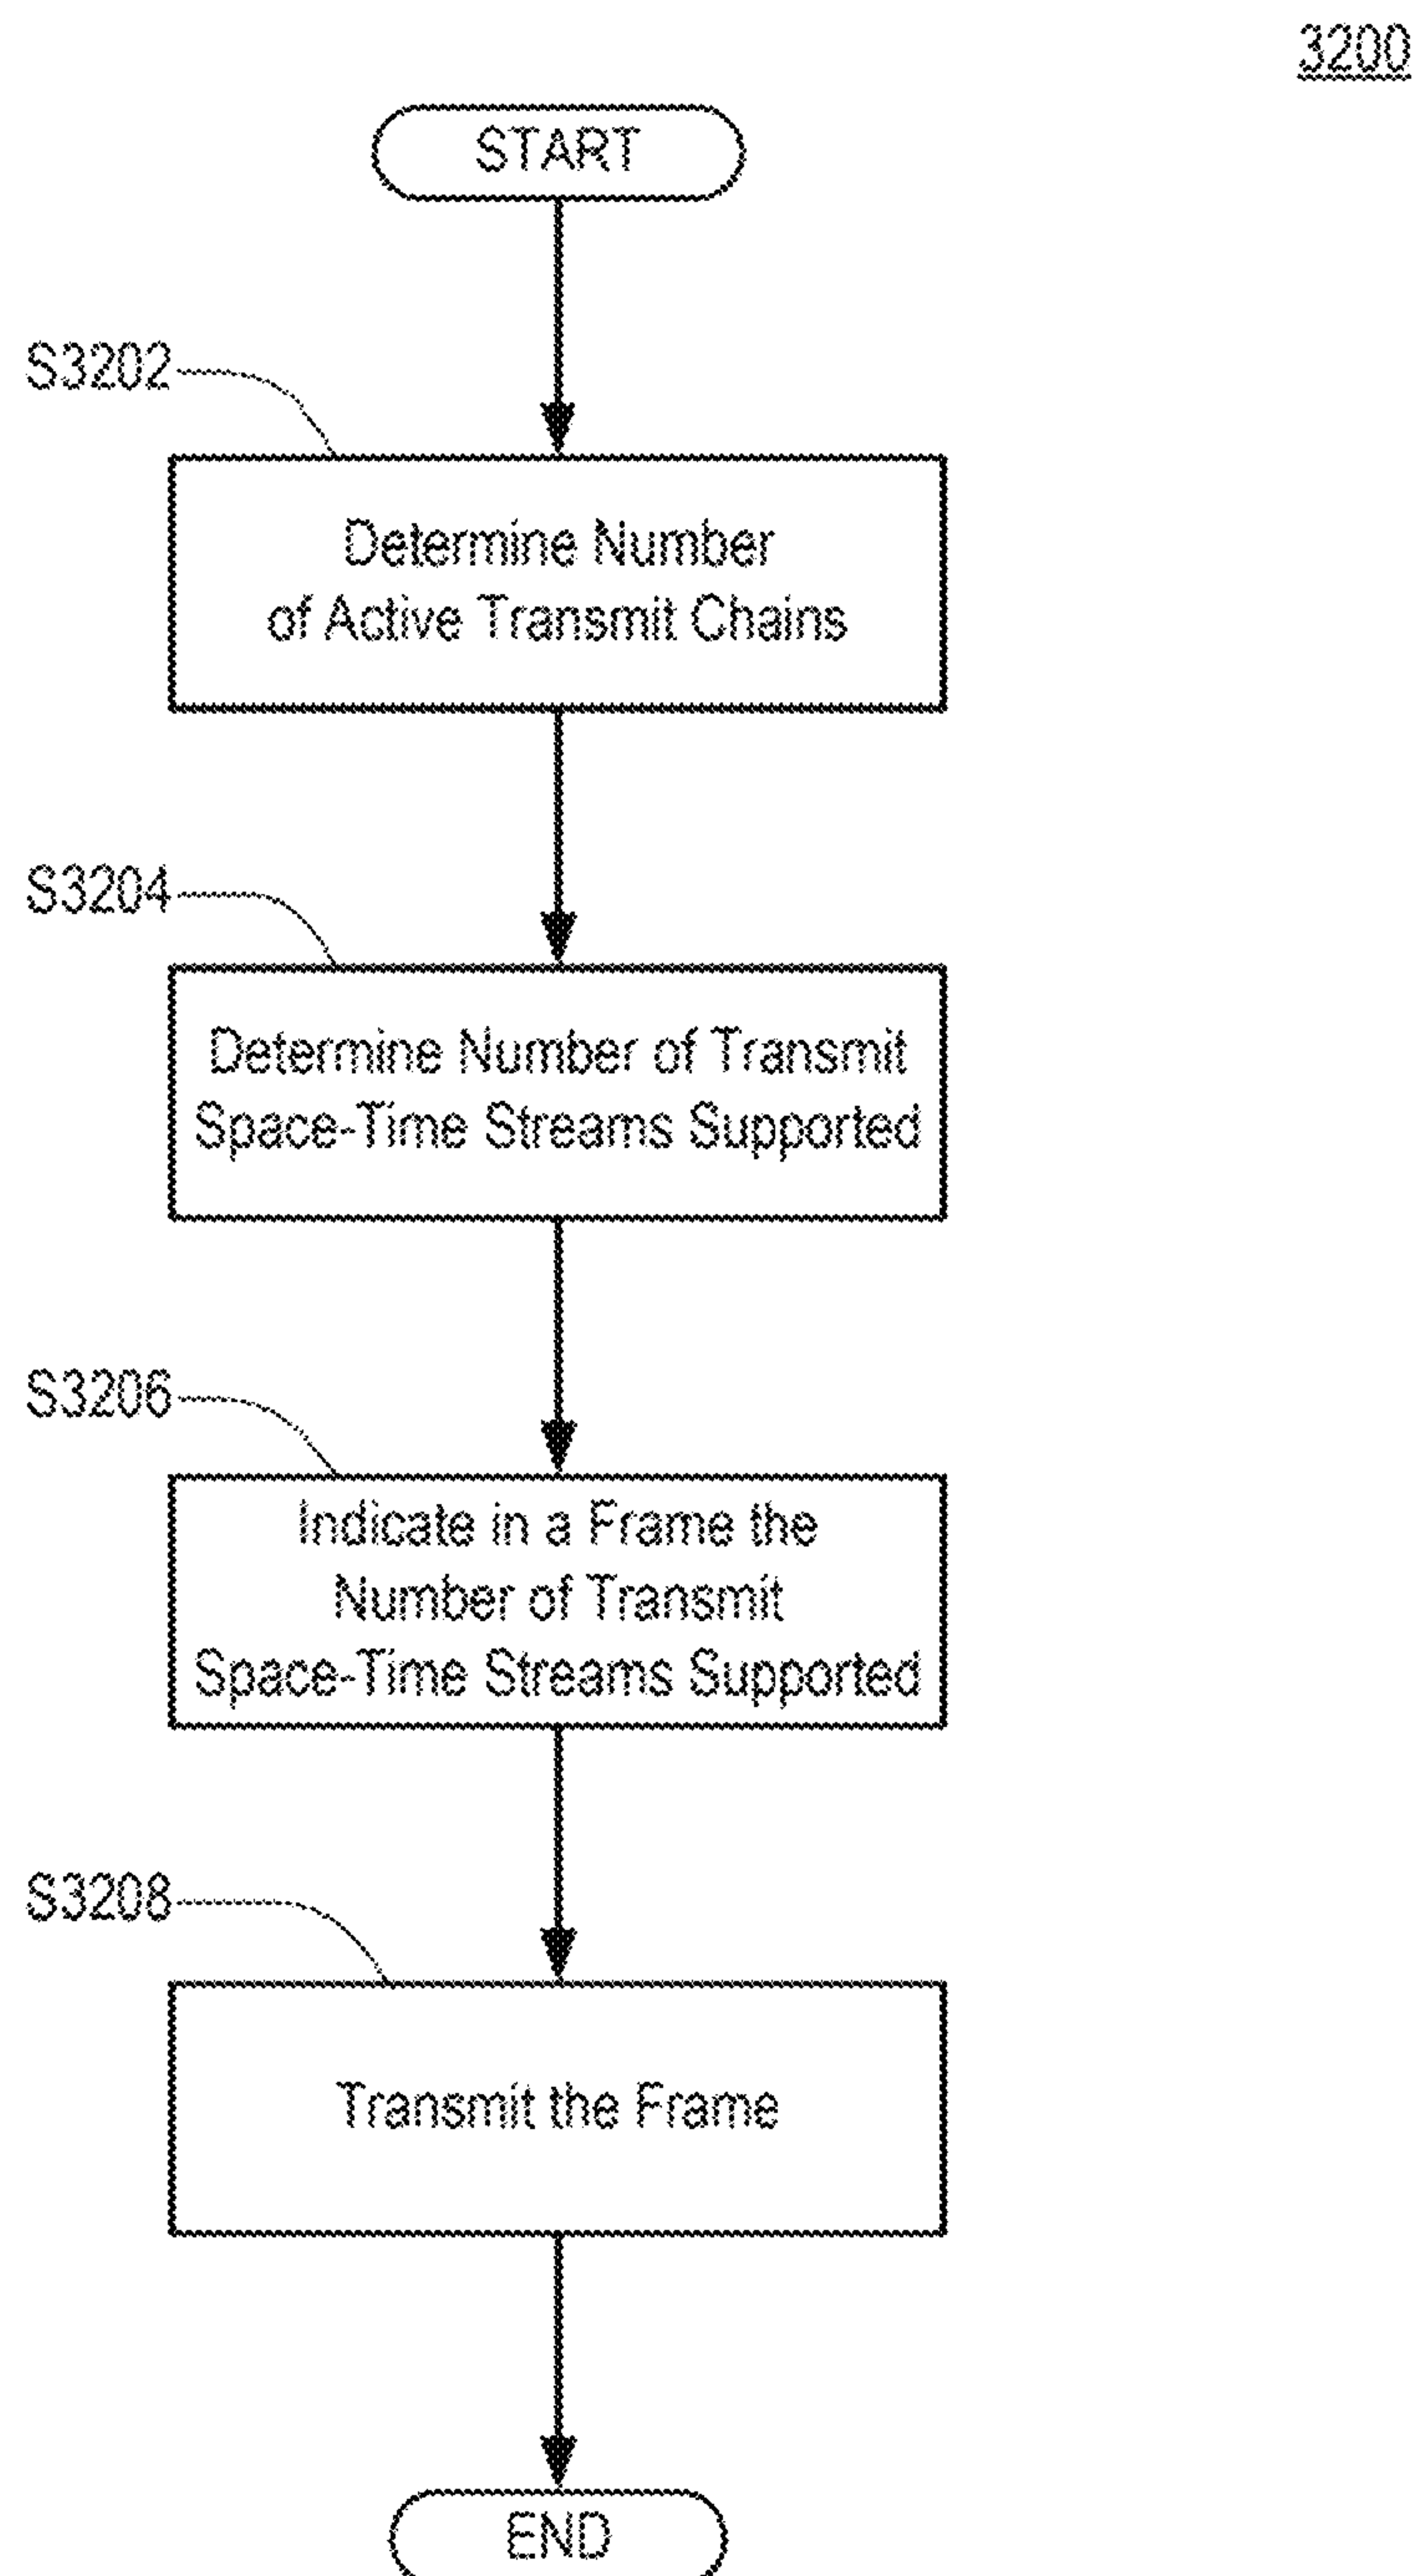 3200
START
S3202
Determine Number
of Active Transmit Chains
S3204
Determine Number of Transmit
Space-Time Streams Supported
S3206
Indicate in a Frame the
Number of Transmit
Space-Time Streams Supported
S3208
Transmit the Frame
END